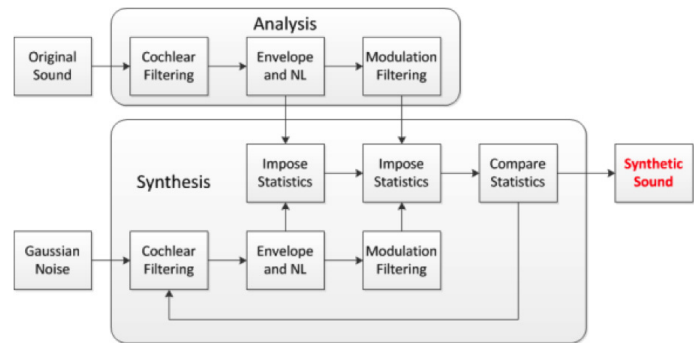 Analysis
Original
Sound
Cochlear
Filtering
Envelope
and NL
Modulation
Filtering
Synthesis
Impose
Statistics
Impose
Statistics
Compare
Statistics
Synthetic
Sound
Gaussian
Noise
Cochlear
Filtering
Envelope
and NL
Modulation
Filtering